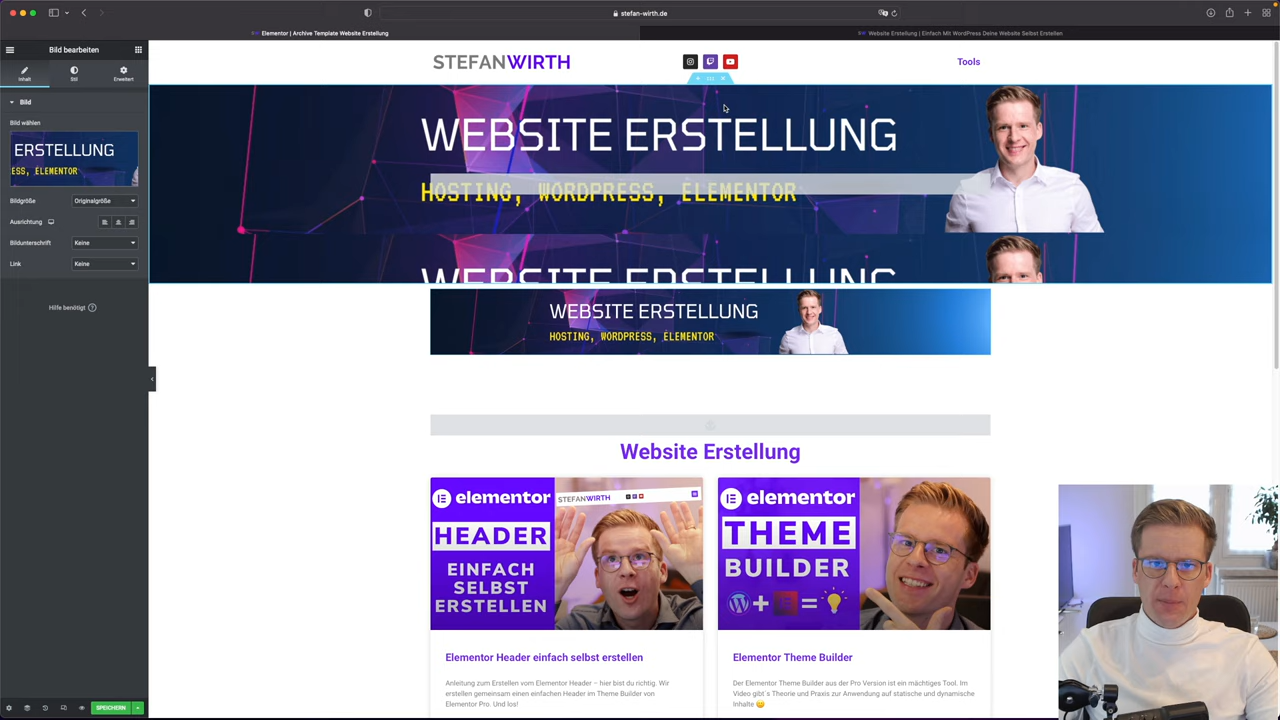 stefan-wirth.de
Elementor | Archive Template Website Erstellung
Website Erstellung | Einfach Mit WordPress Deine Website Selbst Erstellen
Bild bearbeiten
Inhalt
Stil
Erweitert
Bild
Bild wählen
ERSTELLUNG
ESS, ELEMENTOR
Bildgröße
Originalgröße
Ausrichtung
Bildunterschrift
Keine
Link
Keine
Hilfe benötigt
SPEICHERN
STEFANWIRTH
Tools
WEBSITE ERSTELLUNG
HOSTING, WORDPRESS, ELEMENTOR
WEBSITE ERSTELLUNG
WEBSITE ERSTELLUNG
HOSTING, WORDPRESS, ELEMENTOR
Website Erstellung
elementor
STEFANWIRTH
HEADER
EINFACH
SELBST
ERSTELLEN
elementor
THEME
BUILDER
Elementor Header einfach selbst erstellen
Anleitung zum Erstellen vom Elementor Header – hier bist du richtig. Wir
erstellen gemeinsam einen einfachen Header im Theme Builder von
Elementor Pro. Und los!
Elementor Theme Builder
Der Elementor Theme Builder aus der Pro Version ist ein mächtiges Tool. Im
Video gibt´s Theorie und Praxis zur Anwendung auf statische und dynamische
Inhalte 😀